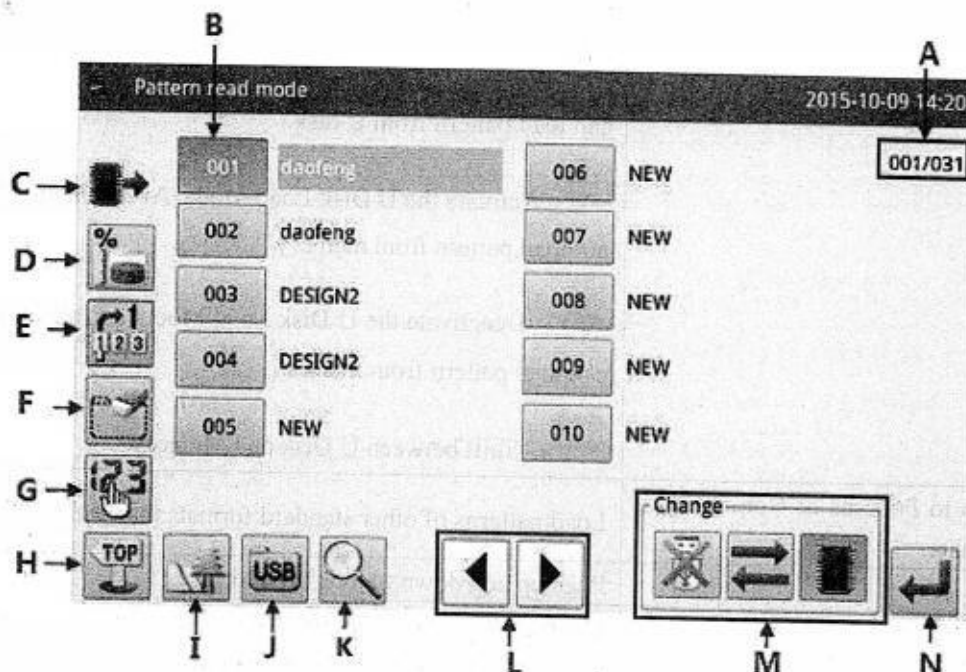 B
A
Pattern read mode
2015-10-09 14:20
001 daofeng
006 NEW
001/031
C
002 daofeng
007 NEW
D
%
003 DESIGN2
008 NEW
E
1
1 2 3
004 DESIGN2
009 NEW
F
005 NEW
010 NEW
G
Change
H
TOP
USB
I
J
K
L
M
N